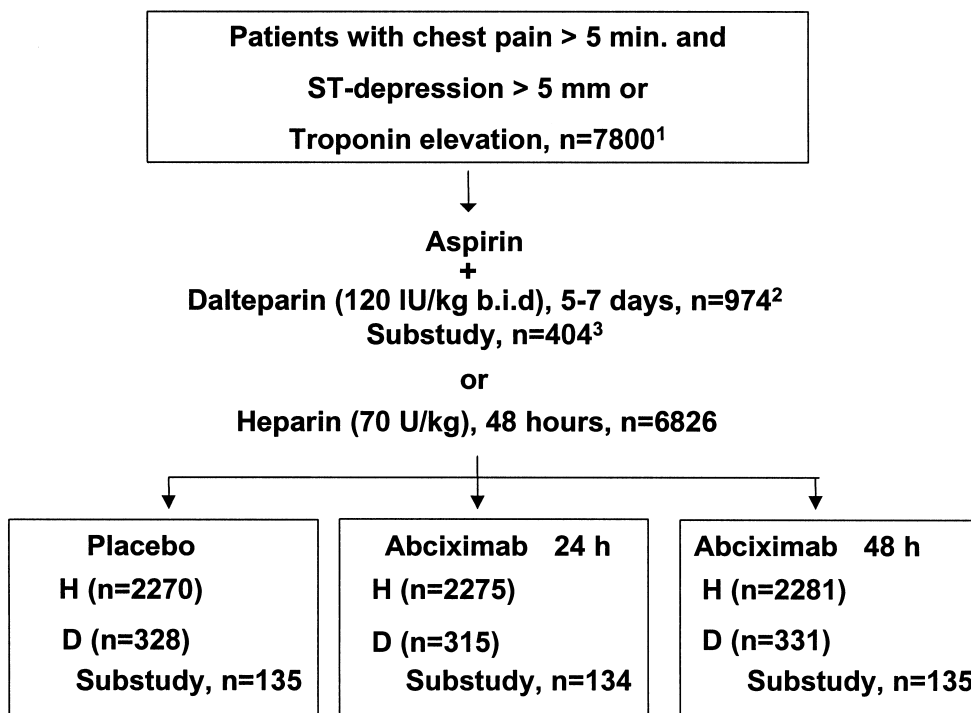 Patients with chest pain > 5 min. and
ST-depression > 5 mm or
Troponin elevation, n=7800¹
Aspirin
+
Dalteparin (120 IU/kg b.i.d), 5-7 days, n=974²
Substudy, n=404³
or
Heparin (70 U/kg), 48 hours, n=6826
Placebo
H (n=2270)
D (n=328)
Substudy, n=135
Abciximab 24 h
H (n=2275)
D (n=315)
Substudy, n=134
Abciximab 48 h
H (n=2281)
D (n=331)
Substudy, n=135